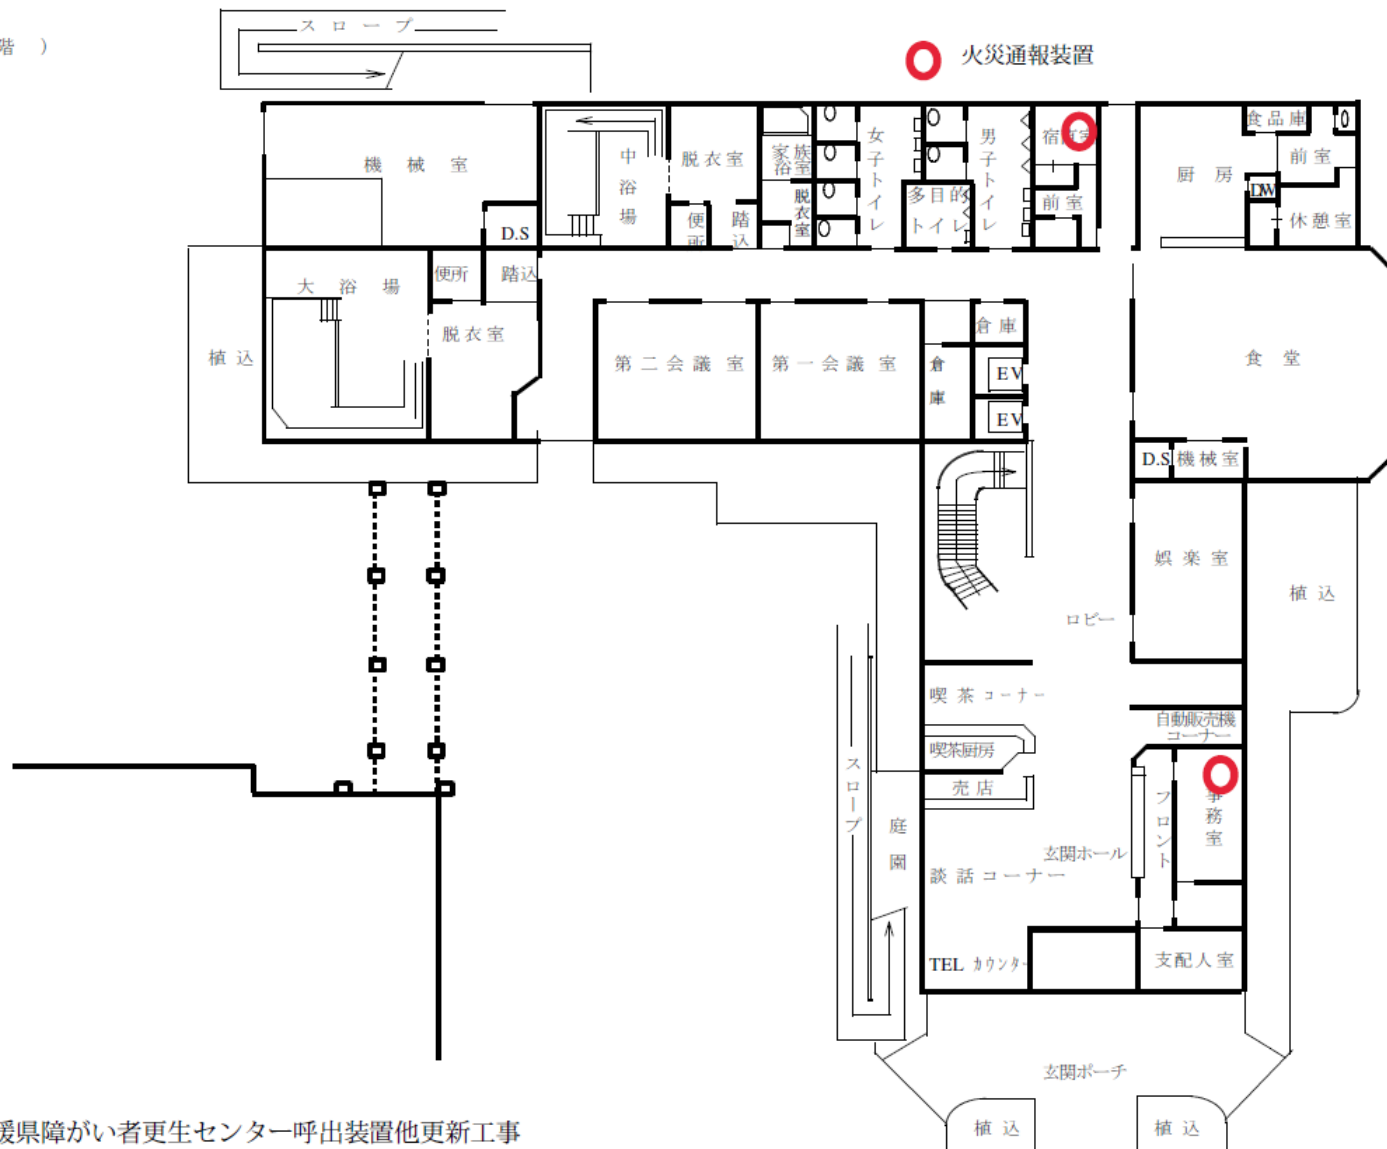 スロープ
階 )
火災通報装置
機械室
中浴場
脱衣室
家族浴室
脱衣室
女子トイレ
多目的トイレ
男子トイレ
前室
厨房
食品庫
前室
DW
休憩室
便所
踏込
D.S
大浴場
便所
踏込
脱衣室
植込
第二会議室
第一会議室
倉庫
倉庫
EV
EV
食堂
D.S
機械室
娯楽室
植込
ロビー
喫茶コーナー
自動販売機
コーナー
喫茶厨房
売店
スロープ
庭園
フロント
務室
玄関ホール
談話コーナー
TEL カウンター
支配人室
玄関ポーチ
植込
植込
県障がい者更生センター呼出装置他更新工事